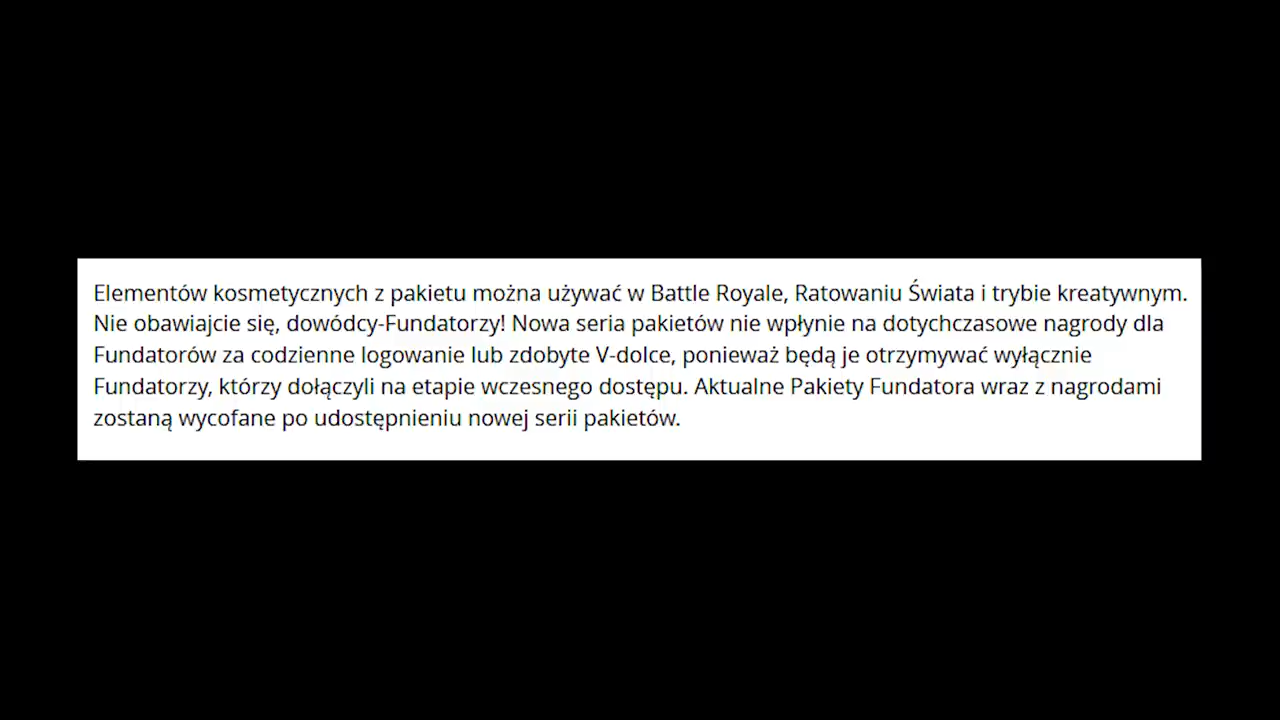 Elementów kosmetycznych z pakietu można używać w Battle Royale, Ratowaniu Świata i trybie kreatywnym.
Nie obawiajcie się, dowódcy-Fundatorzy! Nowa seria pakietów nie wpłynie na dotychczasowe nagrody dla
Fundatorów za codzienne logowanie lub zdobyte V-dolce, ponieważ będą je otrzymywać wyłącznie
Fundatorzy, którzy dołączyli na etapie wczesnego dostępu. Aktualne Pakiety Fundatora wraz z nagrodami
zostaną wycofane po udostępnieniu nowej serii pakietów.